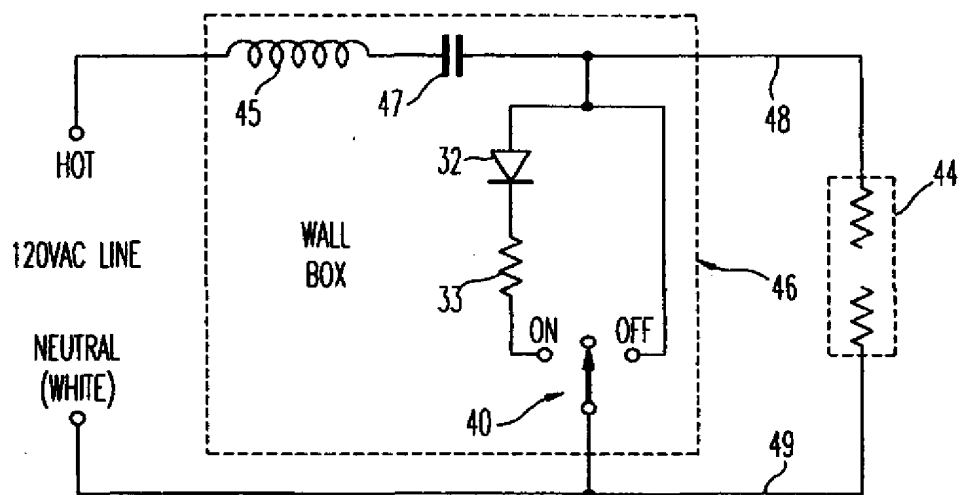 45
47
48
HOT
32
44
120VAC LINE
WALL
BOX
33
46
ON
OFF
NEUTRAL
(WHITE)
40
49